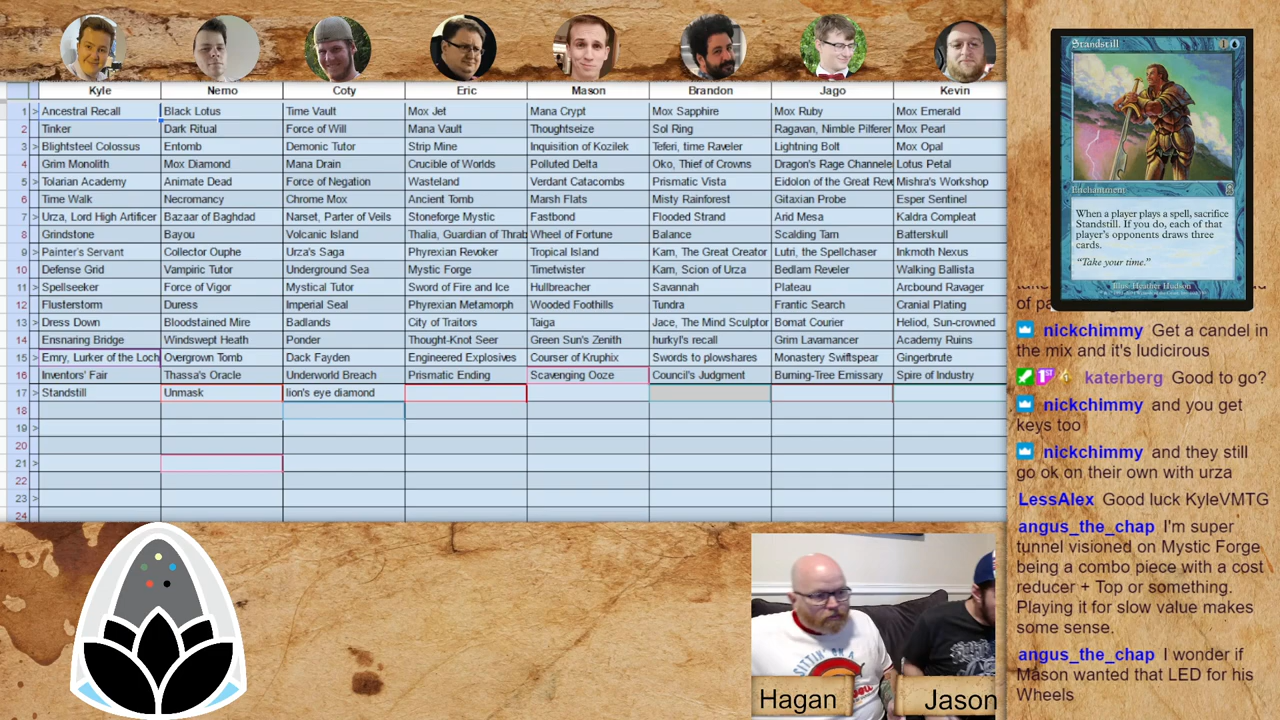 Kyle Nemo Coty Eric Mason Brandon Jago Kevin
1 > Ancestral Recall Black Lotus Time Vault Mox Jet Mana Crypt Mox Sapphire Mox Ruby Mox Emerald
2 Tinker Dark Ritual Force of Will Mana Vault Thoughtseize Sol Ring Ragavan, Nimble Pilferer Mox Pearl
3 > Blightsteel Colossus Entomb Demonic Tutor Strip Mine Inquisition of Kozilek Teferi, time Raveler Lightning Bolt Mox Opal
4 Grim Monolith Mox Diamond Mana Drain Crucible of Worlds Polluted Delta Oko, Thief of Crowns Dragon's Rage Channele Lotus Petal
5 > Tolarian Academy Animate Dead Force of Negation Wasteland Verdant Catacombs Prismatic Vista Eidolon of the Great Rev Mishra's Workshop
6 Time Walk Necromancy Chrome Mox Ancient Tomb Marsh Flats Misty Rainforest Gitaxian Probe Esper Sentinel
7 > Urza, Lord High Artificer Bazaar of Baghdad Narset, Parter of Veils Stoneforge Mystic Fastbond Flooded Strand Arid Mesa Kaldra Compleat
8 Grindstone Bayou Volcanic Island Thalia, Guardian of Thrab Wheel of Fortune Balance Scalding Tarn Batterskull
9 > Painter's Servant Collector Ouphe Urza's Saga Phyrexian Revoker Tropical Island Karn, The Great Creator Lutri, the Spellchaser Inkmoth Nexus
10 Defense Grid Vampiric Tutor Underground Sea Mystic Forge Timetwister Karn, Scion of Urza Bedlam Reveler Walking Ballista
11 > Spellseeker Force of Vigor Mystical Tutor Sword of Fire and Ice Hullbreacher Savannah Plateau Arcbound Ravager
12 Flusterstorm Duress Imperial Seal Phyrexian Metamorph Wooded Foothills Tundra Frantic Search Cranial Plating
13 > Dress Down Bloodstained Mire Badlands City of Traitors Taiga Jace, The Mind Sculptor Bomat Courier Heliod, Sun-crowned
14 Ensnaring Bridge Windswept Heath Ponder Thought-Knot Seer Green Sun's Zenith hurkyl's recall Grim Lavamancer Academy Ruins
15 > Emry, Lurker of the Loch Overgrown Tomb Dack Fayden Engineered Explosives Courser of Kruphix Swords to plowshares Monastery Swiftspear Gingerbrute
16 Inventors' Fair Thassa's Oracle Underworld Breach Prismatic Ending Scavenging Ooze Council's Judgment Burning-Tree Emissary Spire of Industry
17 > Standstill Unmask lion's eye diamond
18
19 >
20
21 >
22
23 >
24
Standstill 1
Enchantment
When a player plays a spell, sacrifice
Standstill. If you do, each of that
player's opponents draws three
cards.
"Take your time."
Illus. Heather Hudson
nickchimmy Get a candel in
the mix and it's ludicirous
katerberg Good to go?
nickchimmy and you get
keys too
nickchimmy and they still
go ok on their own with urza
LessAlex Good luck KyleVMTG
angus_the_chap I'm super
tunnel visioned on Mystic Forge
being a combo piece with a cost
reducer + Top or something.
Playing it for slow value makes
some sense.
angus_the_chap I wonder if
Mason wanted that LED for his
Wheels
Hagan
Jason